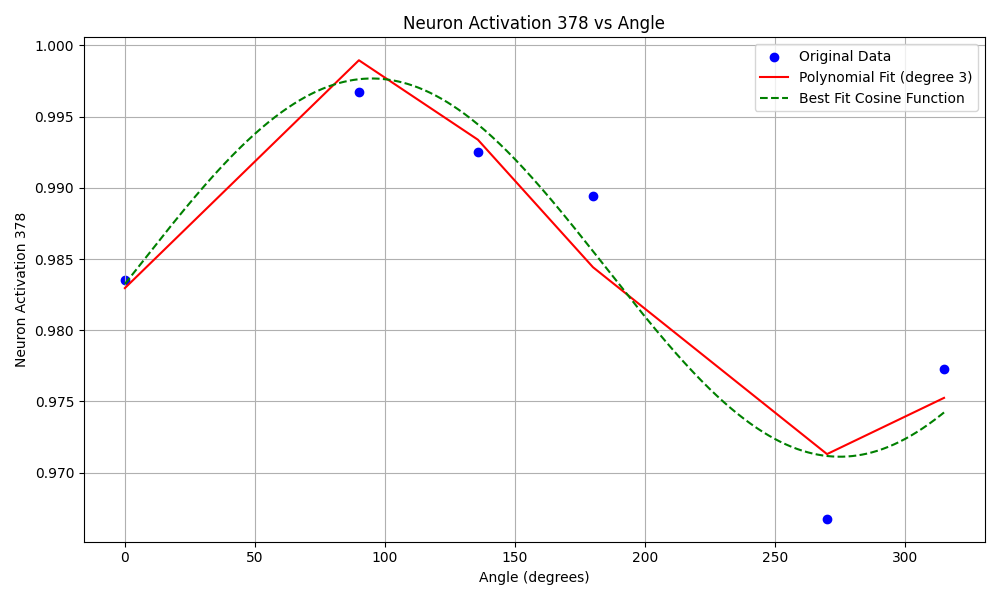 Neuron Activation 378 vs Angle
Original Data
Polynomial Fit (degree 3)
Best Fit Cosine Function
Neuron Activation 378
1.000
0.995
0.990
0.985
0.980
0.975
0.970
0
50
100
150
200
250
300
Angle (degrees)